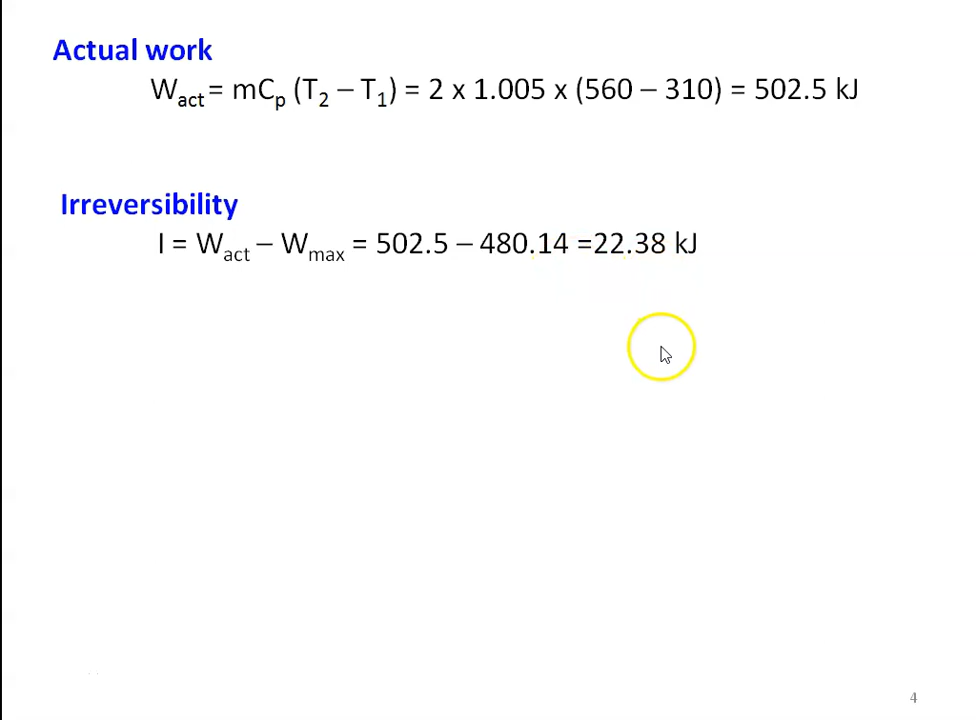 Actual work
Wact = mCp (T2 – T1) = 2 x 1.005 x (560 – 310) = 502.5 kJ
Irreversibility
I = Wact – Wmax = 502.5 – 480.14 =22.38 kJ
4